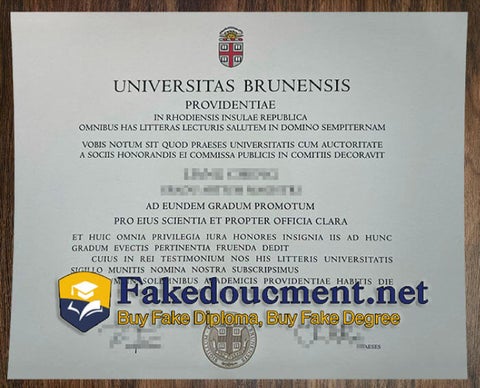 UNIVERSITAS BRUNENSIS
PROVIDENTIAE
IN RHODIENSIS INSULAE REPUBLICA
OMNIBUS HAS LITTERAS LECTURIS SALUTEM IN DOMINO SEMPITERNAM
VOBIS NOTUM SIT QUOD PRAESES UNIVERSITATIS CUM AUCTORITATE
A SOCIIS HONORANDIS EI COMMISSA PUBLICIS IN COMITIIS DECORAVIT
AD EUNDEM GRADUM PROMOTUM
PRO EIUS SCIENTIA ET PROPTER OFFICIA CLARA
ET HUIC OMNIA PRIVILEGIA IURA HONORES INSIGNIA IIS AD HUNC
GRADUM EVECTIS PERTINENTIA FRUENDA DEDIT
CUIUS IN REI TESTIMONIUM NOS HIS LITTERIS UNIVERSITATIS
SIGILLO MUNITIS NOMINA NOSTRA SUBSCRIPSIMUS
ACADEMICIS PROVIDENTIAE HABITIS DIE
Fakedoucment.net
Buy Fake Diploma, Buy Fake Degree